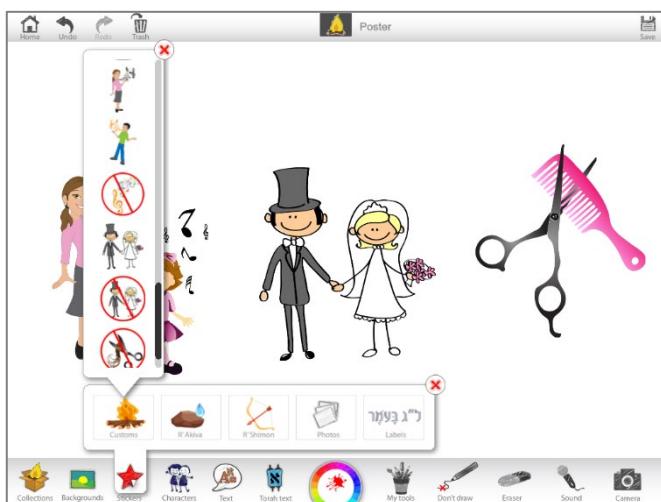 Home Undo Redo Trash Poster Save
Customs R'Akiva R'Shimon Photos Labels
ל"ג בָּעֹמֶר
Collections Backgrounds Stickers Characters Text Torah text My tools Don't draw Eraser Sound Camera